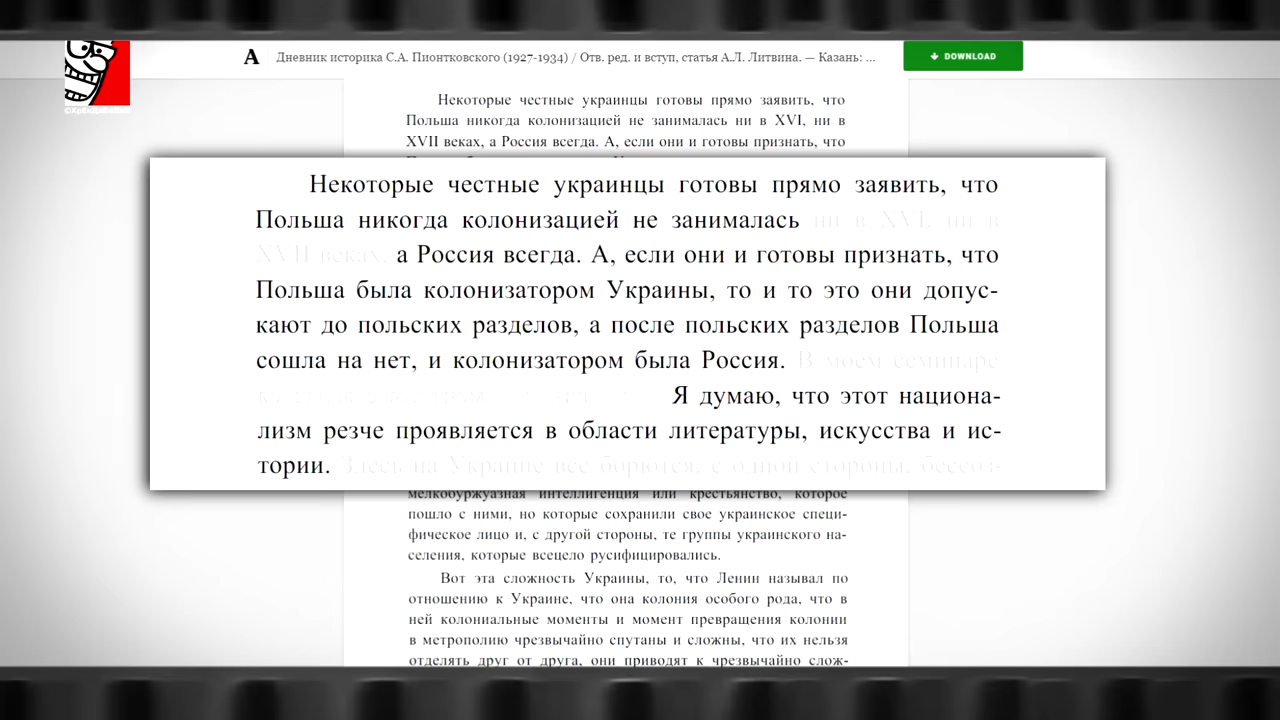 А Дневник историка С.А. Пионтковского (1927-1934) / Отв. ред. и вступ, статья А.Л. Литвина. — Казань: ...
DOWNLOAD
Некоторые честные украинцы готовы прямо заявить, что
Польша никогда колонизацией не занималась ни в XVI, ни в
XVII веках, а Россия всегда. А, если они и готовы признать, что
Некоторые честные украинцы готовы прямо заявить, что
Польша никогда колонизацией не занималась ни в XVI, ни в
XVII веках, а Россия всегда. А, если они и готовы признать, что
Польша была колонизатором Украины, то и то это они допус-
кают до польских разделов, а после польских разделов Польша
сошла на нет, и колонизатором была Россия. В моем семинаре
Я думаю, что этот национа-
лизм резче проявляется в области литературы, искусства и ис-
тории. Здесь на Украине все борются, с одной стороны, бессоз-
мелкобуржуазная интеллигенция или крестьянство, которое
пошло с ними, но которые сохранили свое украинское специ-
фическое лицо и, с другой стороны, те группы украинского на-
селения, которые всецело русифицировались.
Вот эта сложность Украины, то, что Ленин называл по
отношению к Украине, что она колония особого рода, что в
ней колониальные моменты и момент превращения колонии
в метрополию чрезвычайно спутаны и сложны, что их нельзя
отделять друг от друга, они приводят к чрезвычайно слож-